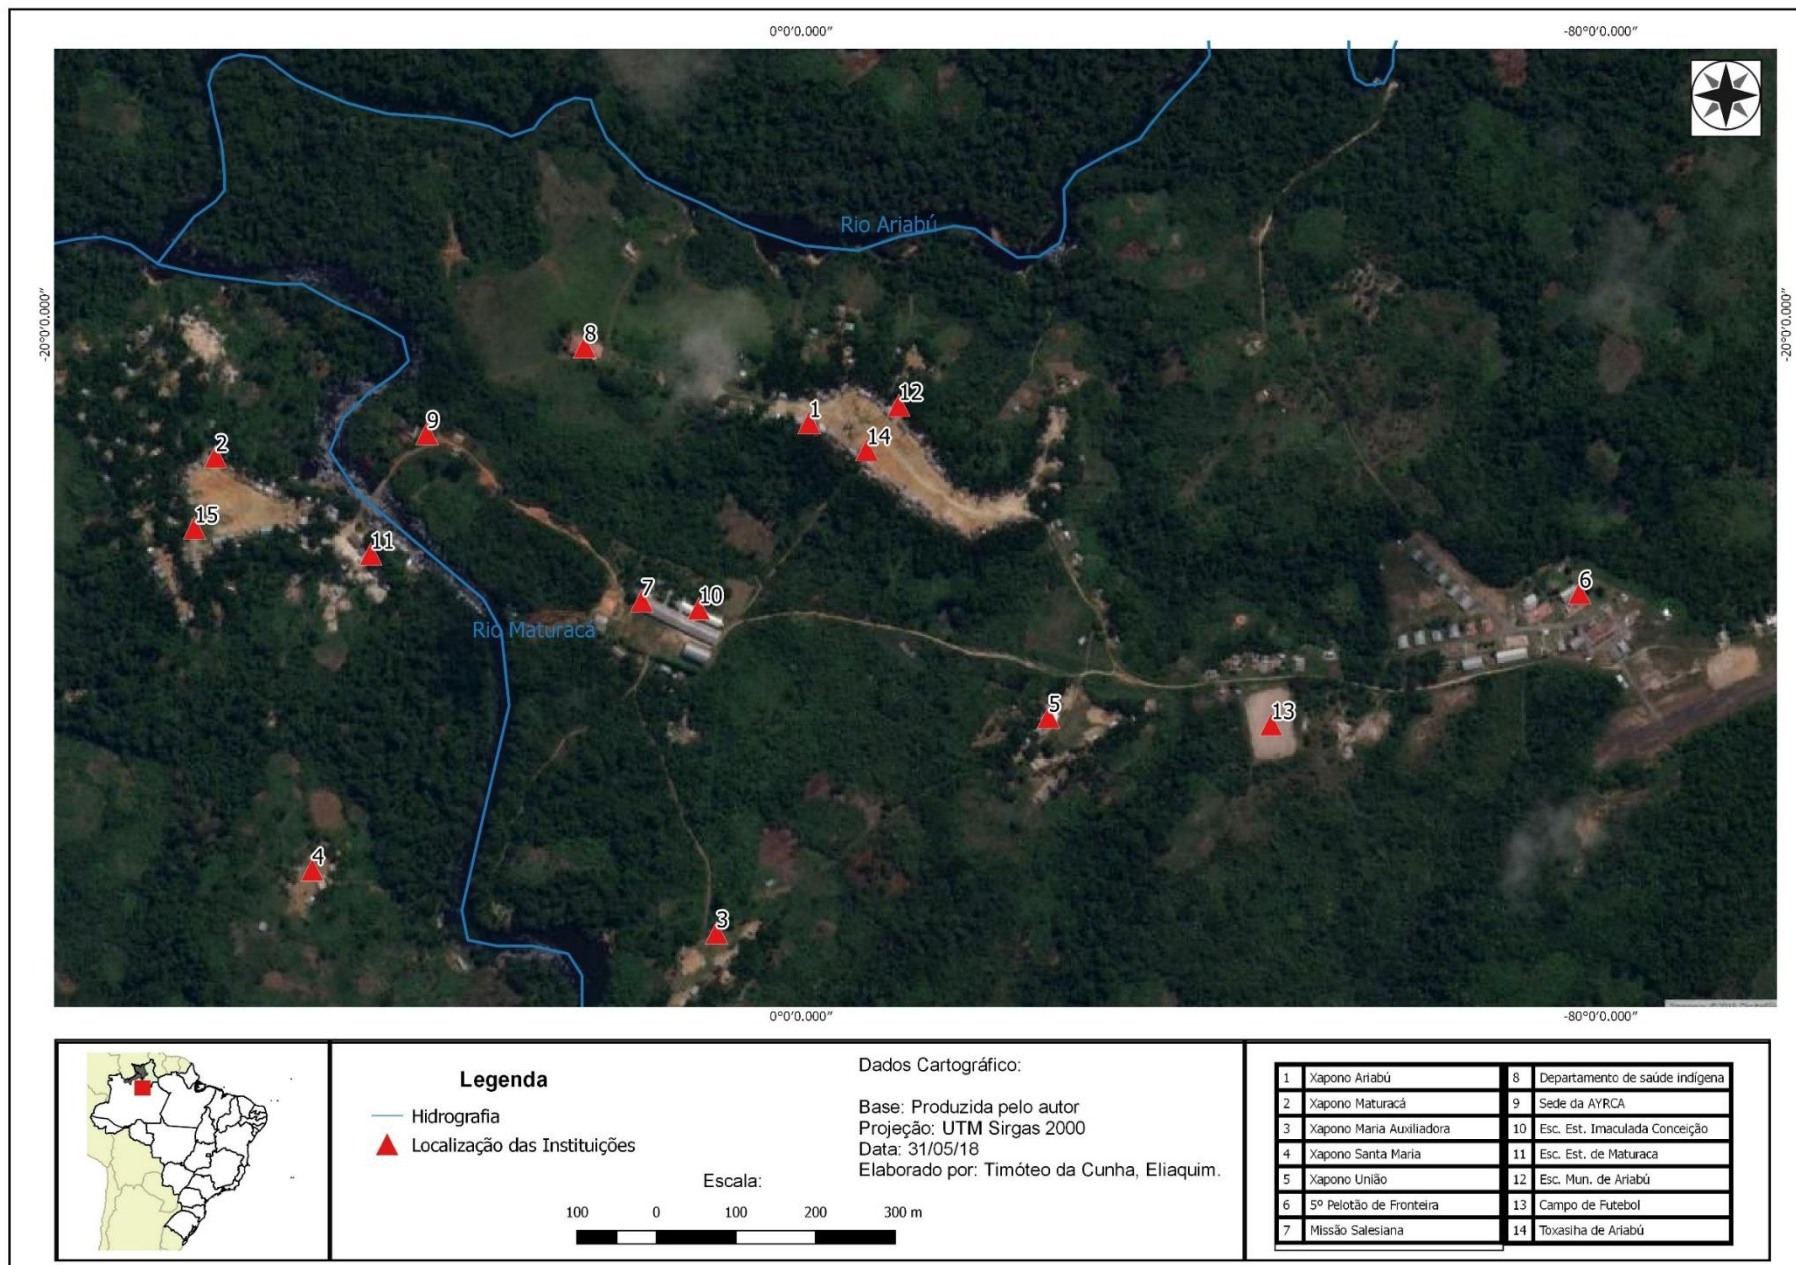 0°0'0.000"
-80°0'0.000"
-20°0'0.000"
-20°0'0.000"
Rio Ariabú
8
12
1
9
14
2
15
11
6
7
10
Rio Maturacá
5
13
4
3
0°0'0.000"
-80°0'0.000"
Legenda
Hidrografia
Localização das Instituições
Dados Cartográfico:
Base: Produzida pelo autor
Projeção: UTM Sirgas 2000
Data: 31/05/18
Elaborado por: Timóteo da Cunha, Eliaquim.
Escala:
100 0 100 200 300 m
1 Xapono Ariabú 8 Departamento de saúde indígena
2 Xapono Maturacá 9 Sede da AYRCA
3 Xapono Maria Auxiliadora 10 Esc. Est. Imaculada Conceição
4 Xapono Santa Maria 11 Esc. Est. de Maturaca
5 Xapono União 12 Esc. Mun. de Ariabú
6 5º Pelotão de Fronteira 13 Campo de Futebol
7 Missão Salesiana 14 Toxasiha de Ariabú